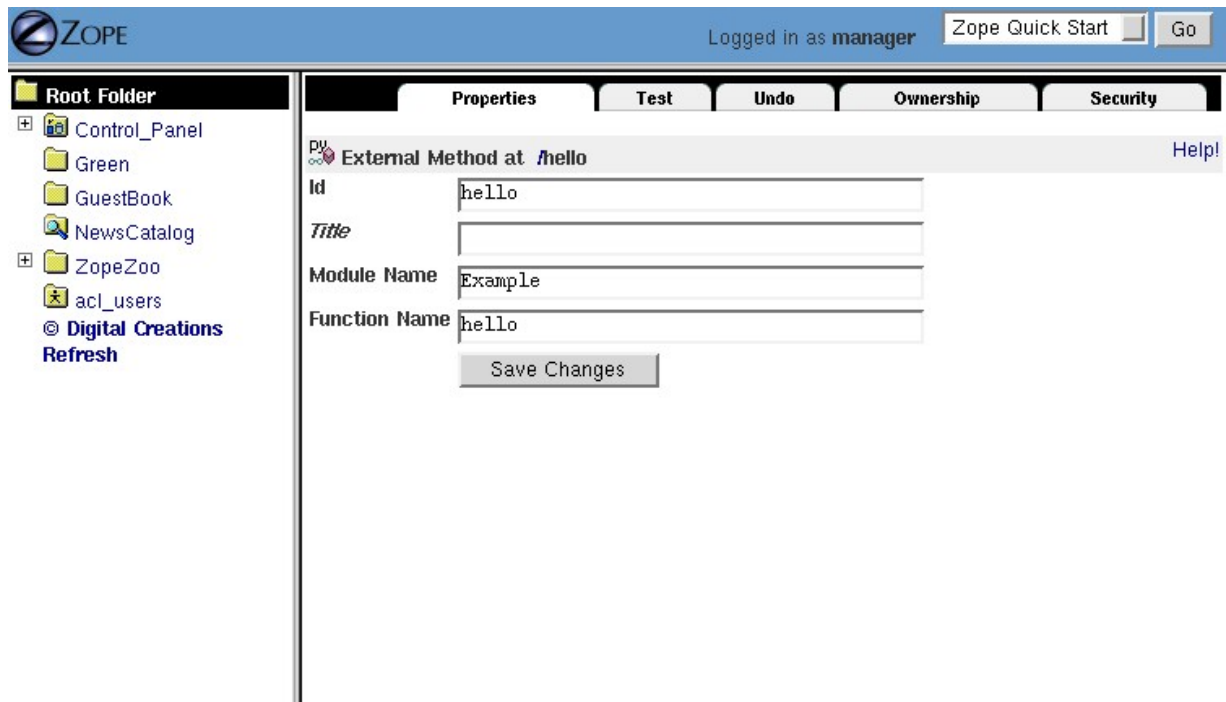 ZOPE
Logged in as manager
Zope Quick Start
Go
Root Folder
Control_Panel
Green
GuestBook
NewsCatalog
ZopeZoo
acl_users
© Digital Creations
Refresh
Properties Test Undo Ownership Security
External Method at /hello
Help!
Id hello
Title
Module Name Example
Function Name hello
Save Changes